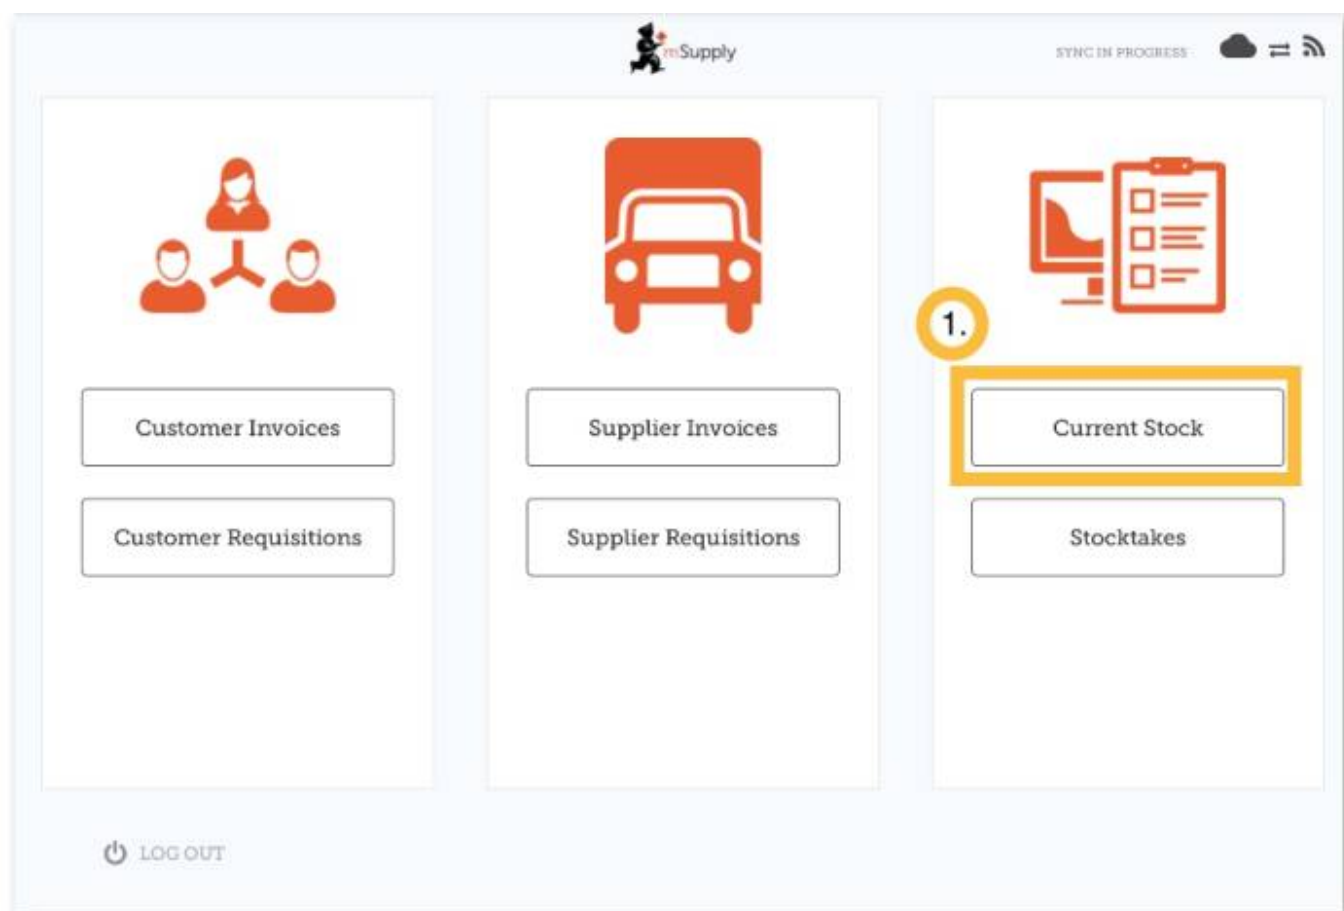 mSupply
SYNC IN PROGRESS
1.
Customer Invoices
Supplier Invoices
Current Stock
Customer Requisitions
Supplier Requisitions
Stocktakes
LOG OUT